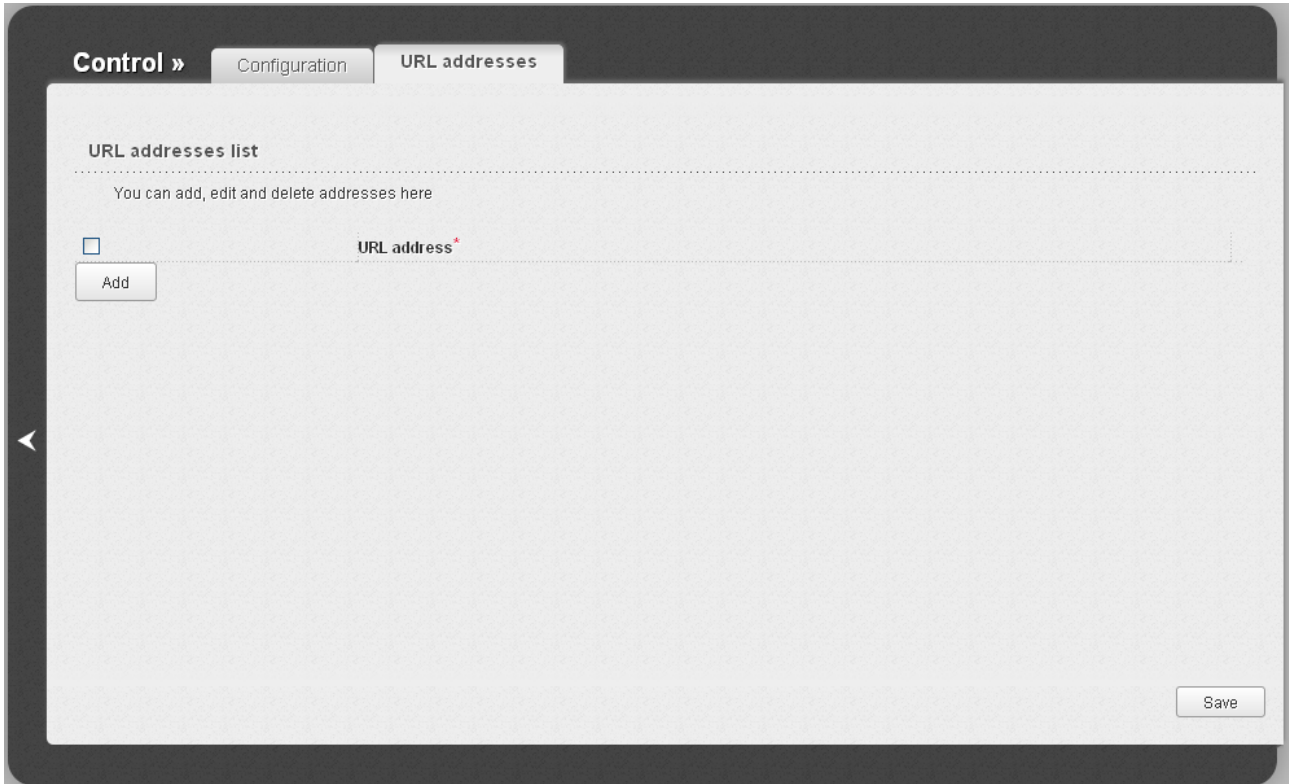 Control »
Configuration
URL addresses
URL addresses list
You can add, edit and delete addresses here
URL address*
Add
Save